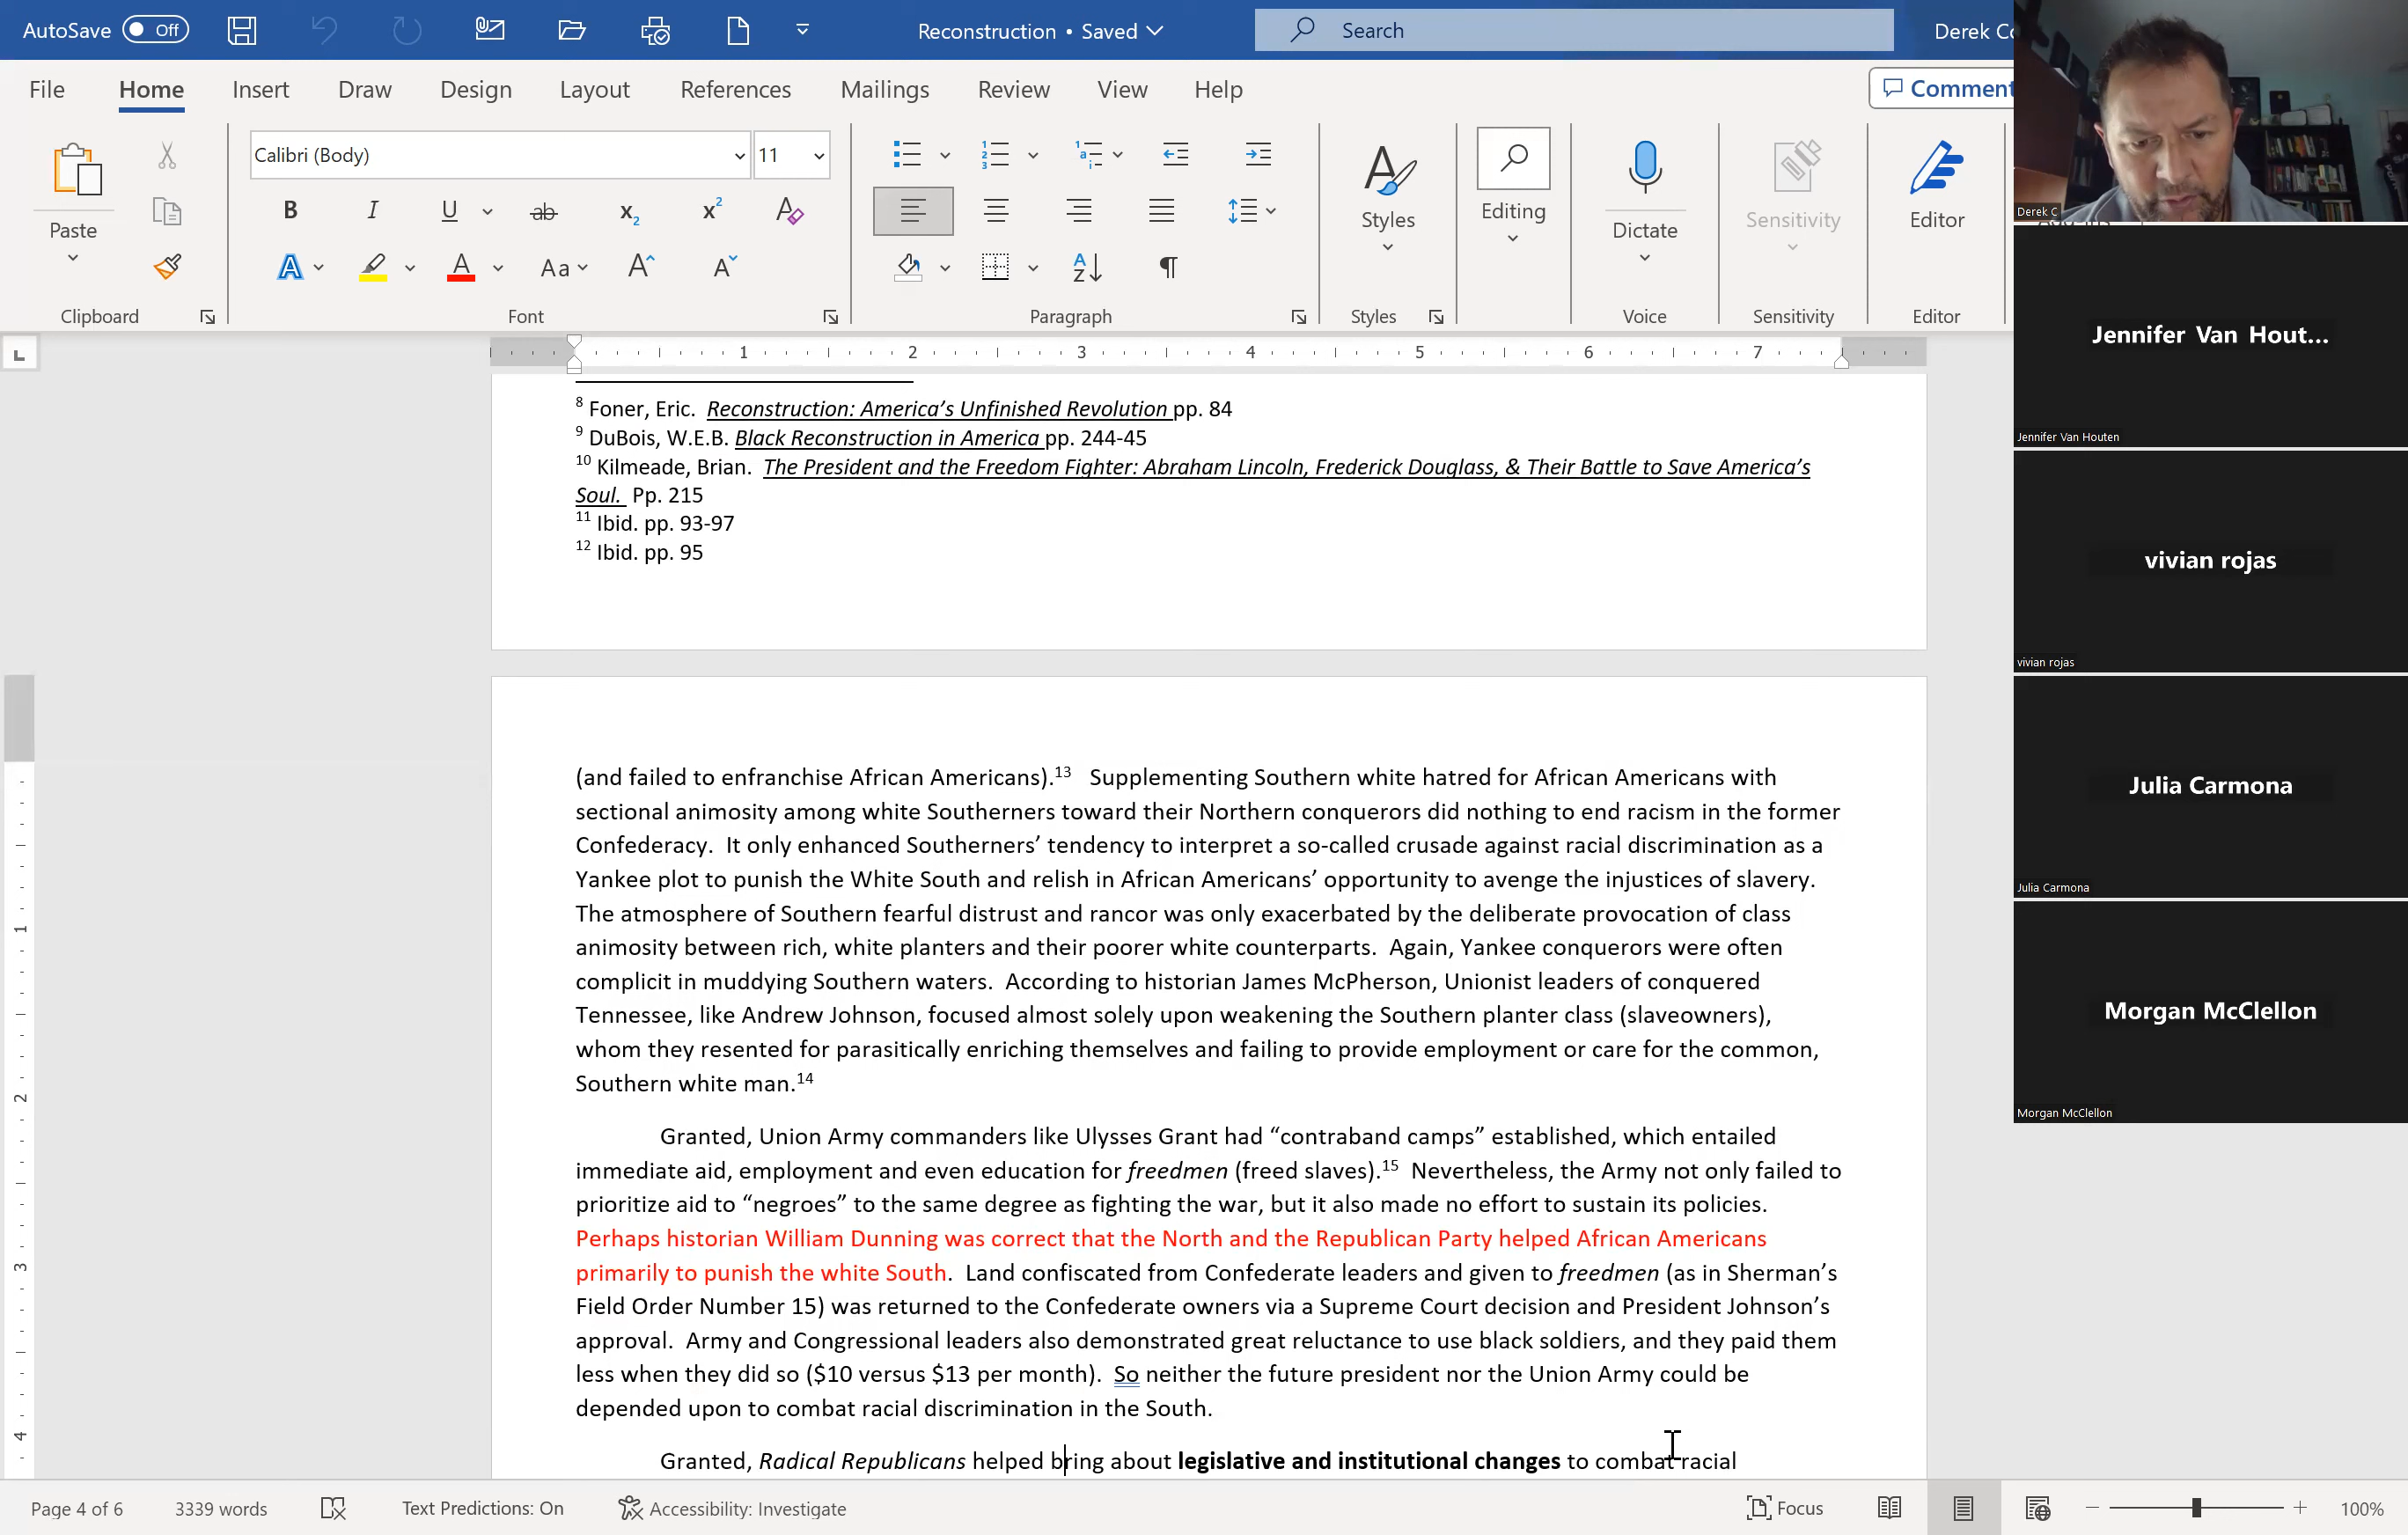 AutoSave Off
Reconstruction • Saved
Search
Derek Co
File Home Insert Draw Design Layout References Mailings Review View Help
Comment
Paste
Clipboard
Calibri (Body) 11
B I U ab x2 x2 A
A A Aa A A
Font
Paragraph
Styles
Styles
Editing
Dictate
Voice
Sensitivity
Sensitivity
Editor
Editor
Derek C
Jennifer Van Hout...
Jennifer Van Houten
vivian rojas
vivian rojas
Julia Carmona
Julia Carmona
Morgan McClellon
Morgan McClellon
1 2 3 4 5 6 7
8 Foner, Eric. Reconstruction: America’s Unfinished Revolution pp. 84
9 DuBois, W.E.B. Black Reconstruction in America pp. 244-45
10 Kilmeade, Brian. The President and the Freedom Fighter: Abraham Lincoln, Frederick Douglass, & Their Battle to Save America’s
Soul. Pp. 215
11 Ibid. pp. 93-97
12 Ibid. pp. 95
(and failed to enfranchise African Americans).13 Supplementing Southern white hatred for African Americans with
sectional animosity among white Southerners toward their Northern conquerors did nothing to end racism in the former
Confederacy. It only enhanced Southerners’ tendency to interpret a so-called crusade against racial discrimination as a
Yankee plot to punish the White South and relish in African Americans’ opportunity to avenge the injustices of slavery.
The atmosphere of Southern fearful distrust and rancor was only exacerbated by the deliberate provocation of class
animosity between rich, white planters and their poorer white counterparts. Again, Yankee conquerors were often
complicit in muddying Southern waters. According to historian James McPherson, Unionist leaders of conquered
Tennessee, like Andrew Johnson, focused almost solely upon weakening the Southern planter class (slaveowners),
whom they resented for parasitically enriching themselves and failing to provide employment or care for the common,
Southern white man.14
Granted, Union Army commanders like Ulysses Grant had “contraband camps” established, which entailed
immediate aid, employment and even education for freedmen (freed slaves).15 Nevertheless, the Army not only failed to
prioritize aid to “negroes” to the same degree as fighting the war, but it also made no effort to sustain its policies.
Perhaps historian William Dunning was correct that the North and the Republican Party helped African Americans
primarily to punish the white South. Land confiscated from Confederate leaders and given to freedmen (as in Sherman’s
Field Order Number 15) was returned to the Confederate owners via a Supreme Court decision and President Johnson’s
approval. Army and Congressional leaders also demonstrated great reluctance to use black soldiers, and they paid them
less when they did so ($10 versus $13 per month). So neither the future president nor the Union Army could be
depended upon to combat racial discrimination in the South.
Granted, Radical Republicans helped bring about legislative and institutional changes to combat racial
1
2
3
4
Page 4 of 6 3339 words Text Predictions: On Accessibility: Investigate Focus 100%